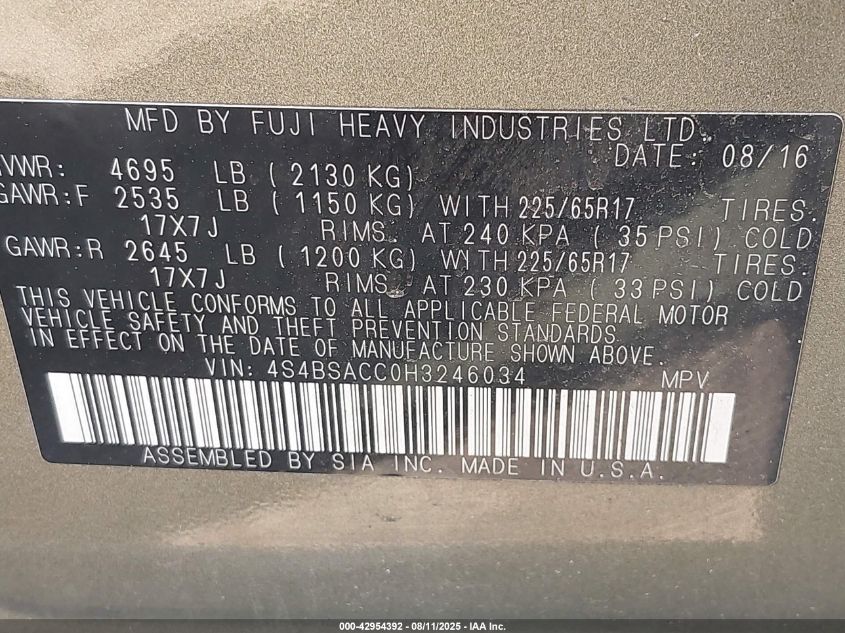 MFD BY FUJI HEAVY INDUSTRIES LTD.
DATE: 08/16
VWR: 4695 LB ( 2130 KG)
GAWR:F 2535 LB ( 1150 KG) WITH 225/65R17 TIRES.
17X7J RIMS. AT 240 KPA ( 35 PSI) COLD
GAWR:R 2645 LB ( 1200 KG) WITH 225/65R17 TIRES.
17X7J RIMS. AT 230 KPA ( 33 PSI) COLD
THIS VEHICLE CONFORMS TO ALL APPLICABLE FEDERAL MOTOR
VEHICLE SAFETY AND THEFT PREVENTION STANDARDS
IN EFFECT ON THE DATE OF MANUFACTURE SHOWN ABOVE.
VIN: 4S4BSACC0H3246034 MPV
ASSEMBLED BY SIA INC. MADE IN U.S.A.
000-42954392 - 08/11/2025 - IAA Inc.